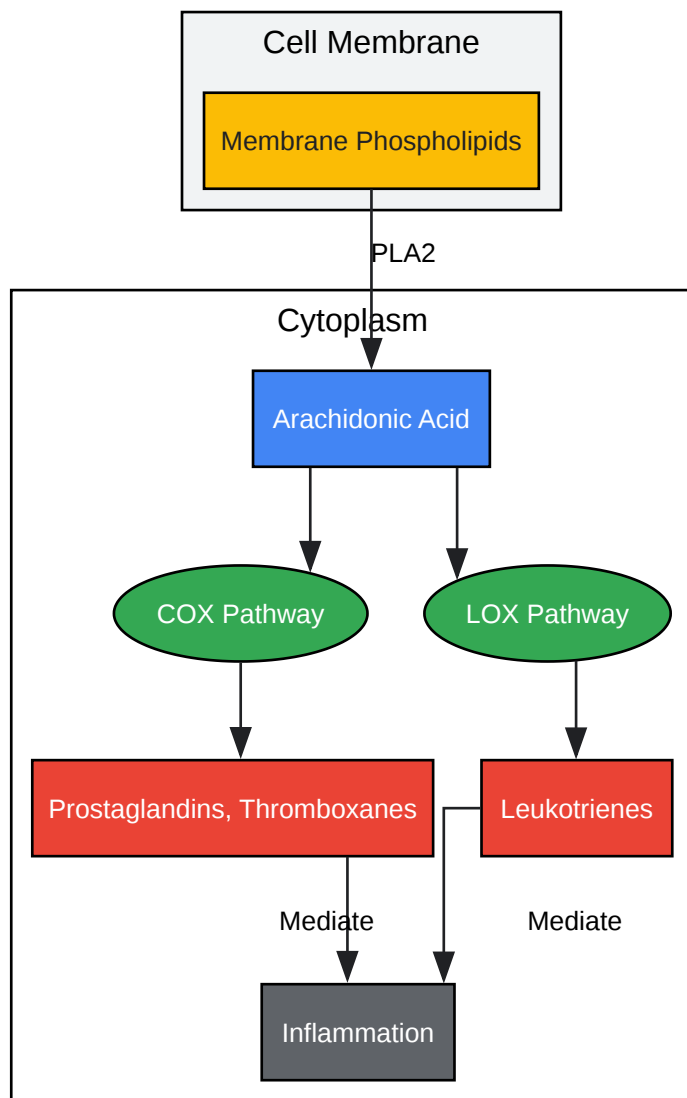 Cell Membrane
Membrane Phospholipids
PLA2
Cytoplasm
Arachidonic Acid
COX Pathway
LOX Pathway
Prostaglandins, Thromboxanes
Leukotrienes
Mediate
Mediate
Inflammation